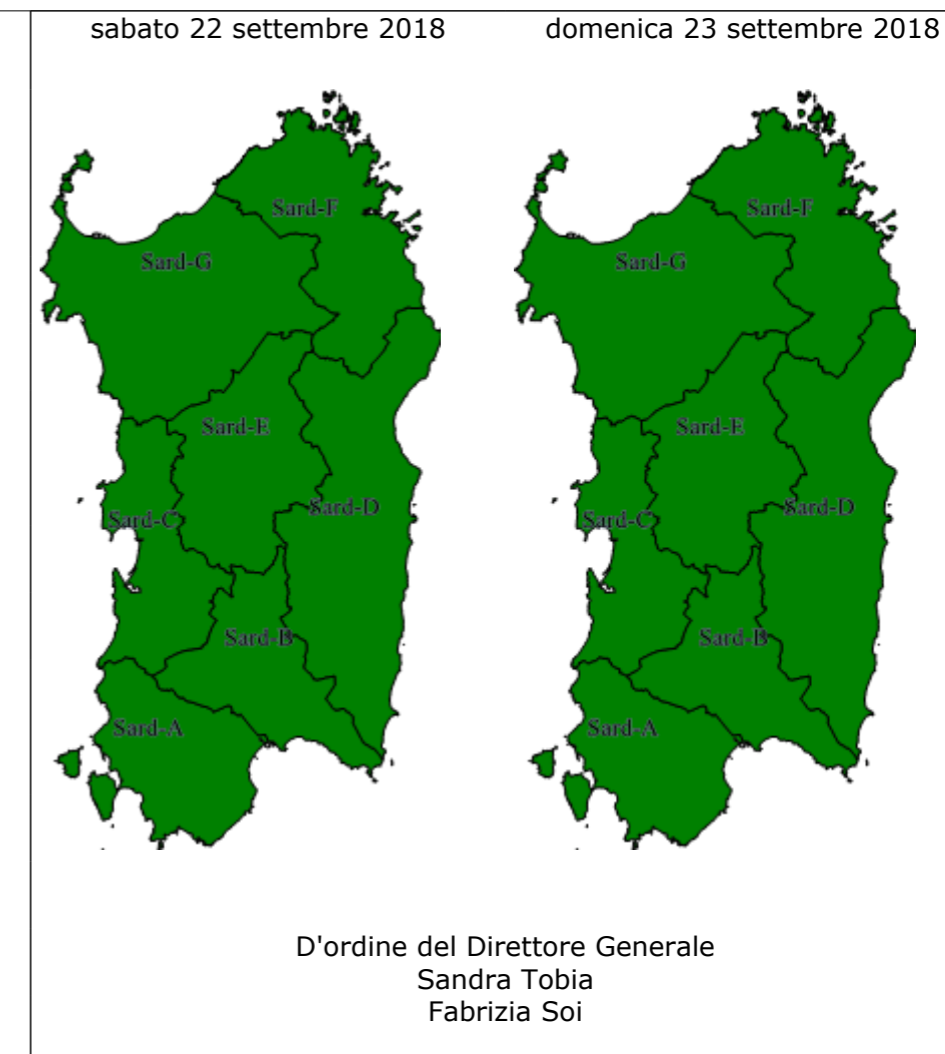 sabato 22 settembre 2018
domenica 23 settembre 2018
Sard-F
Sard-G
Sard-E
Sard-D
Sard-C
Sard-B
Sard-A
Sard-F
Sard-G
Sard-E
Sard-D
Sard-C
Sard-B
Sard-A
D'ordine del Direttore Generale
Sandra Tobia
Fabrizia Soi